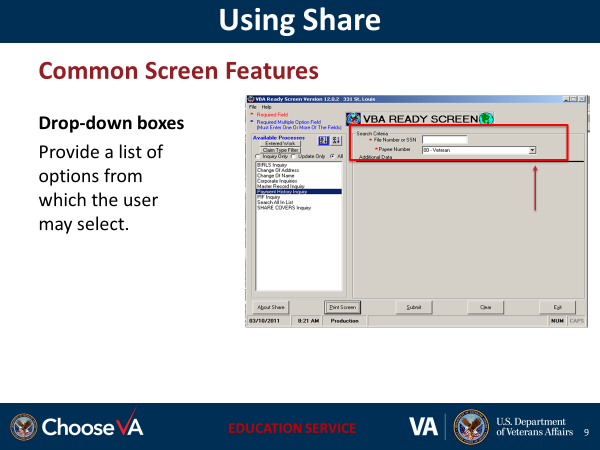 Using Share
Common Screen Features
Drop-down boxes
Provide a list of
options from
which the user
may select.
VBA Ready Screen Version 12.0.2 331 St. Louis
File Help
* Required Field
* Required Multiple Option Field
(Must Enter One Or More Of The Fields)
Available Processes
Extend Work
Claim Type Filter
Inquiry Only Update Only All
BIRLS Inquiry
Change Of Address
Change Of Name
Corporate Inquiries
Master Record Inquiry
Payment History Inquiry
PIF Inquiry
Search All In List
SHARE COVERS Inquiry
VBA READY SCREEN
Search Criteria
* File Number or SSN
* Payee Number
00 - Veteran
Additional Data
About Share
Print Screen
Submit
Clear
Exit
03/10/2011 8:21 AM Production NUM CAPS
ChooseVA
EDUCATION SERVICE
VA
U.S. Department
of Veterans Affairs
9